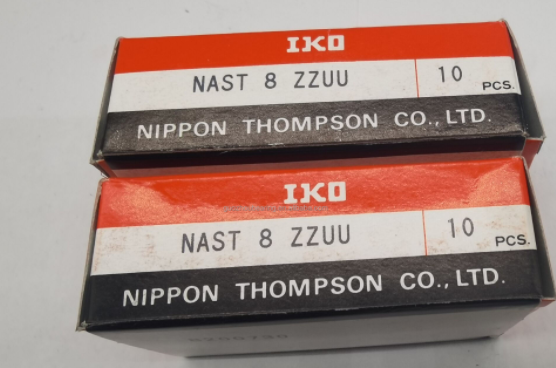 IKO
NAST 8 ZZUU
10 PCS.
NIPPON THOMPSON CO., LTD.
IKO
NAST 8 ZZUU
10 PCS.
NIPPON THOMPSON CO., LTD.